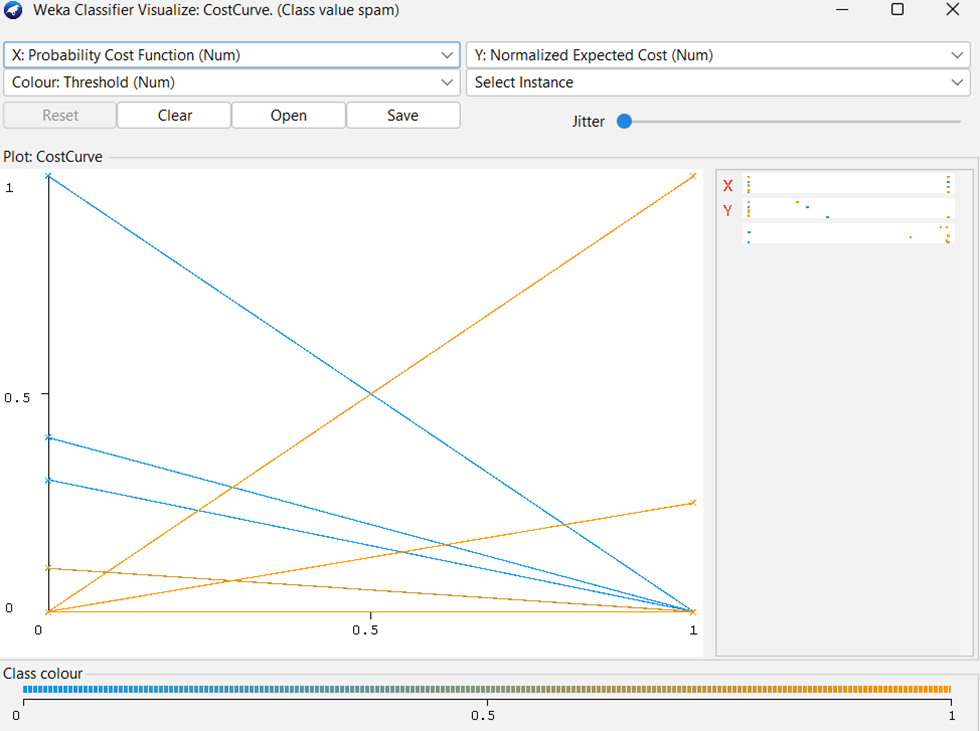 Weka Classifier Visualize: CostCurve. (Class value spam)
X: Probability Cost Function (Num)
Y: Normalized Expected Cost (Num)
Colour: Threshold (Num)
Select Instance
Reset
Clear
Open
Save
Jitter
Plot: CostCurve
1
0.5
0
0
0.5
1
X
Y
Class colour
0
0.5
1